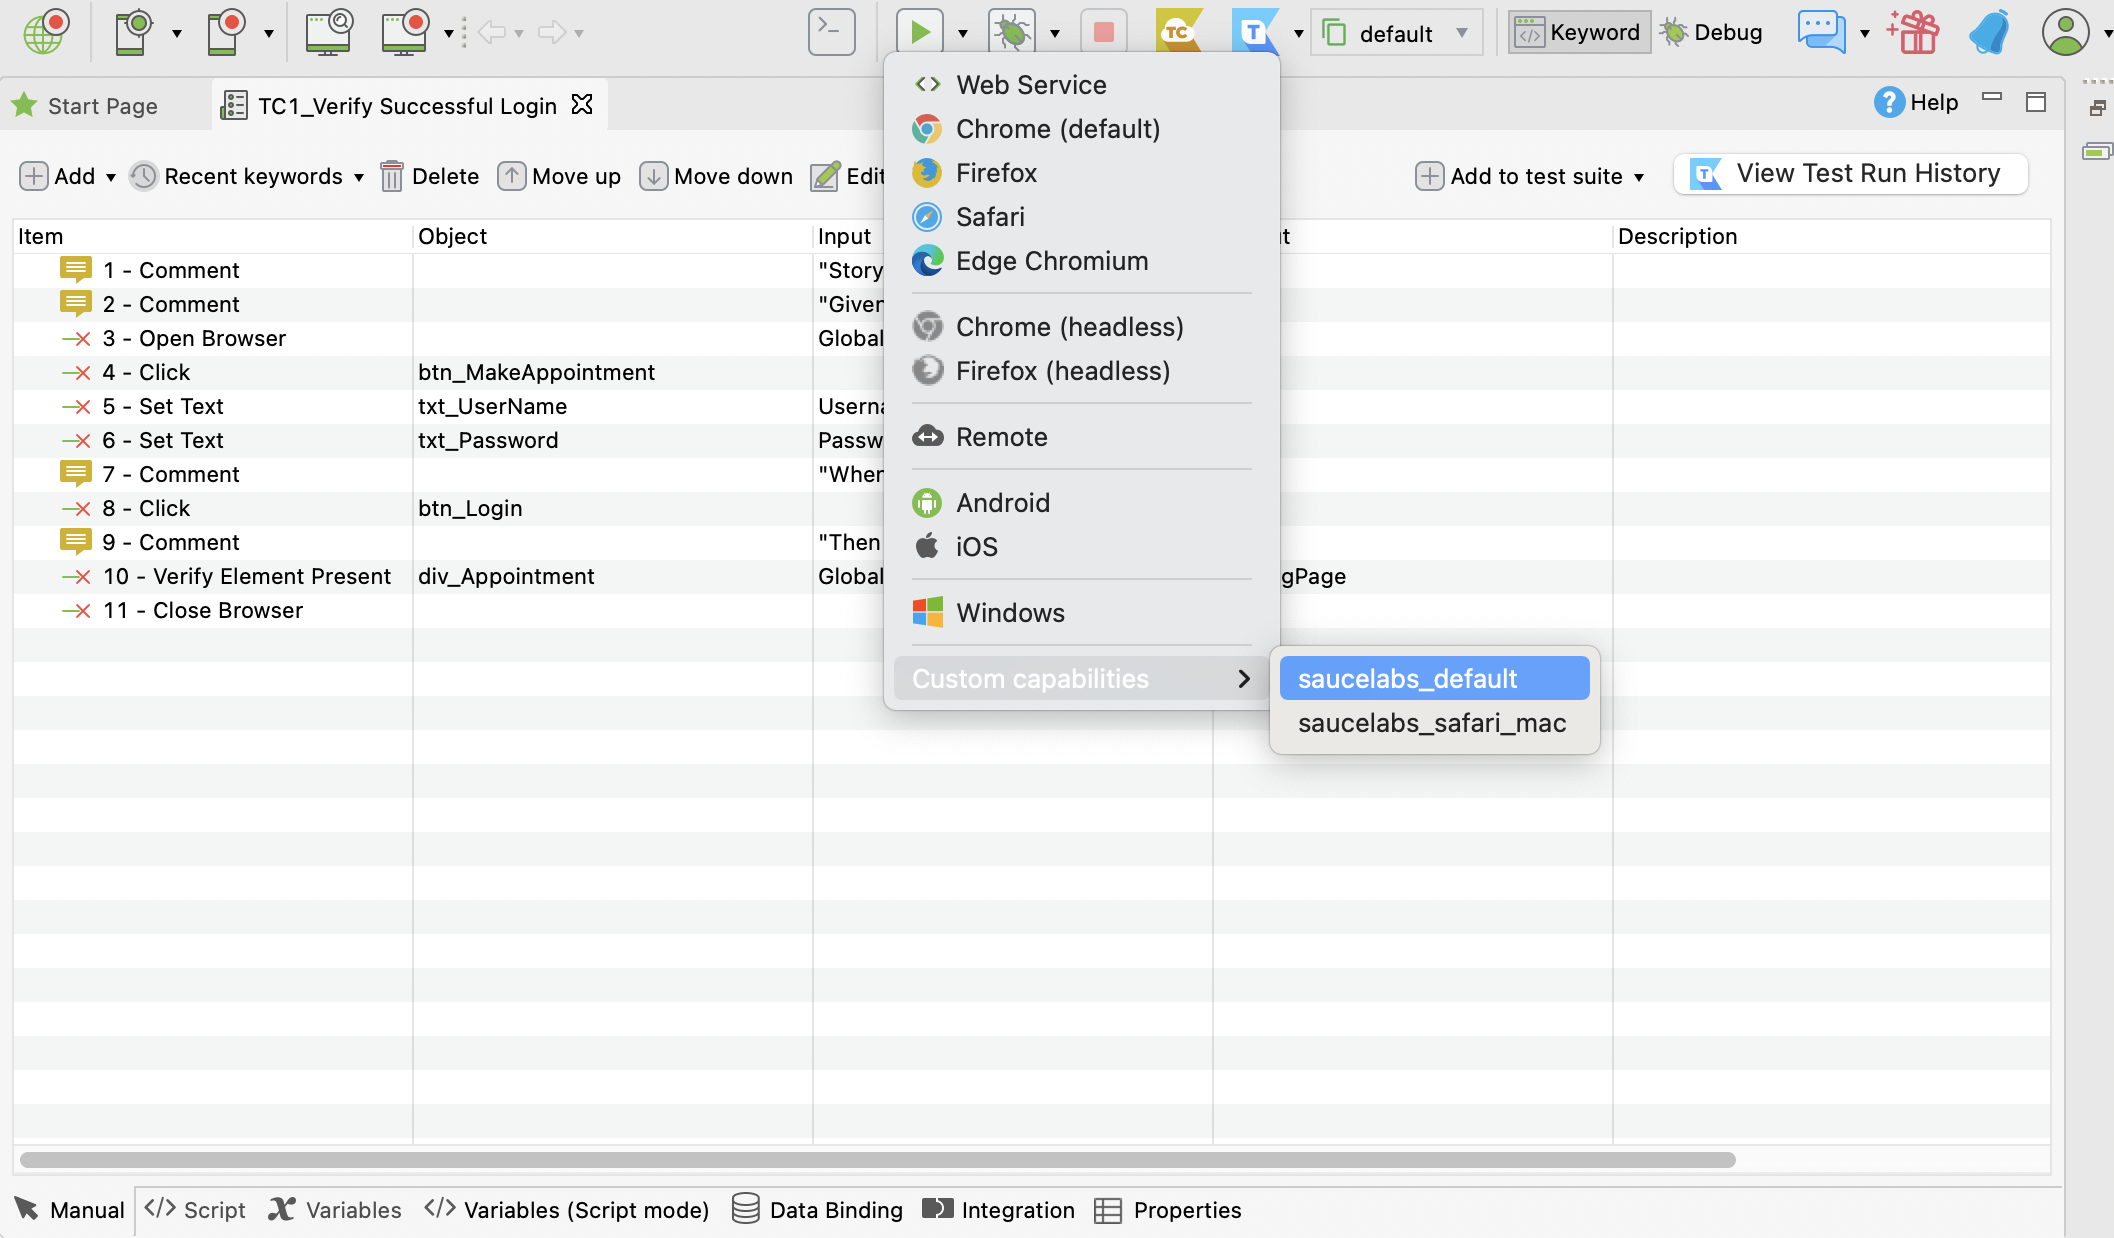 TC
T
default
Keyword
Debug
Start Page
TC1_Verify Successful Login
Help
Add
Recent keywords
Delete
Move up
Move down
Edit
Add to test suite
View Test Run History
Item
Object
Input
Description
1 - Comment
"Story
2 - Comment
"Given
3 - Open Browser
Global
4 - Click
btn_MakeAppointment
5 - Set Text
txt_UserName
Userna
6 - Set Text
txt_Password
Passw
7 - Comment
"When
8 - Click
btn_Login
9 - Comment
"Then
10 - Verify Element Present
div_Appointment
Global
gPage
11 - Close Browser
Web Service
Chrome (default)
Firefox
Safari
Edge Chromium
Chrome (headless)
Firefox (headless)
Remote
Android
iOS
Windows
Custom capabilities
saucelabs_default
saucelabs_safari_mac
Manual
Script
Variables
Variables (Script mode)
Data Binding
Integration
Properties